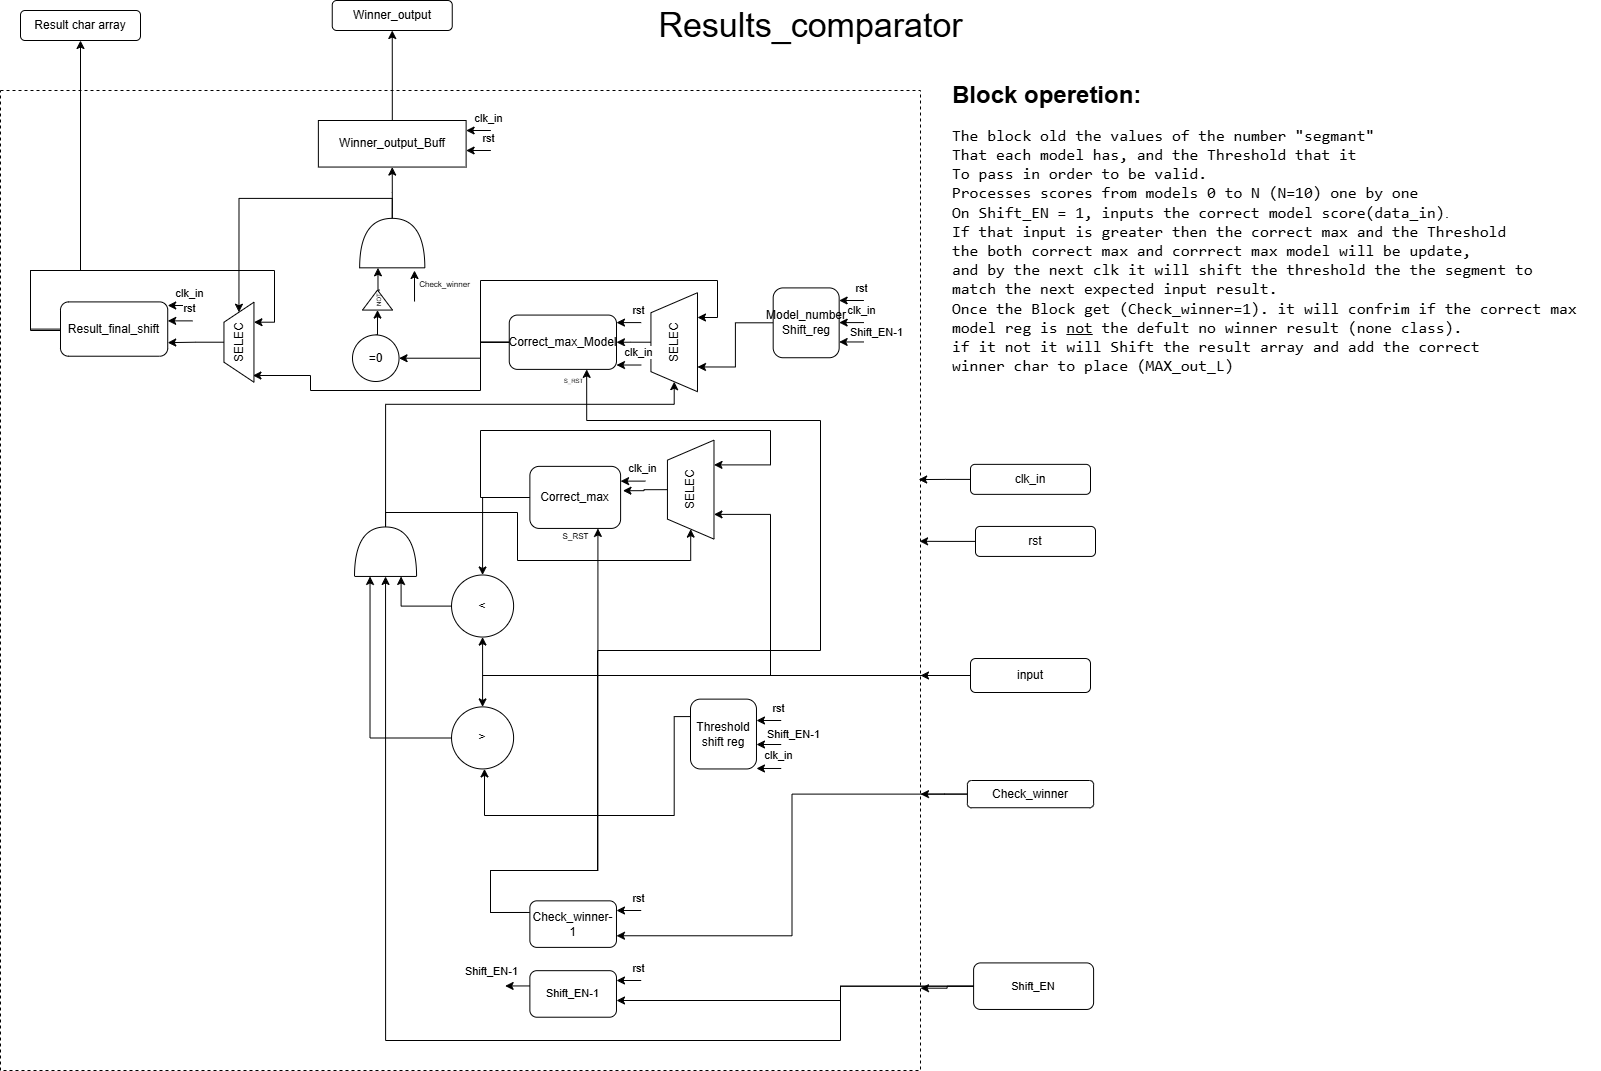 Results_comparator
Result char array
Winner_output
Block operetion:
The block old the values of the number "segmant"
That each model has, and the Threshold that it
To pass in order to be valid.
Processes scores from models 0 to N (N=10) one by one
On Shift_EN = 1, inputs the correct model score(data_in).
If that input is greater then the correct max and the Threshold
the both correct max and corrrect max model will be update,
and by the next clk it will shift the threshold the the segment to
match the next expected input result.
Once the Block get (Check_winner=1). it will confrim if the correct max
model reg is not the defult no winner result (none class).
if it not it will Shift the result array and add the correct
winner char to place (MAX_out_L)
Winner_output_Buff
clk_in
rst
Check_winner
NON
=0
Result_final_shift
clk_in
rst
SELEC
Correct_max_Model
rst
clk_in
S_RST
SELEC
Model_number
Shift_reg
rst
clk_in
Shift_EN-1
Correct_max
clk_in
S_RST
SELEC
<
>
Threshold
shift reg
rst
Shift_EN-1
clk_in
Check_winner-
1
rst
Shift_EN-1
Shift_EN-1
rst
clk_in
rst
input
Check_winner
Shift_EN